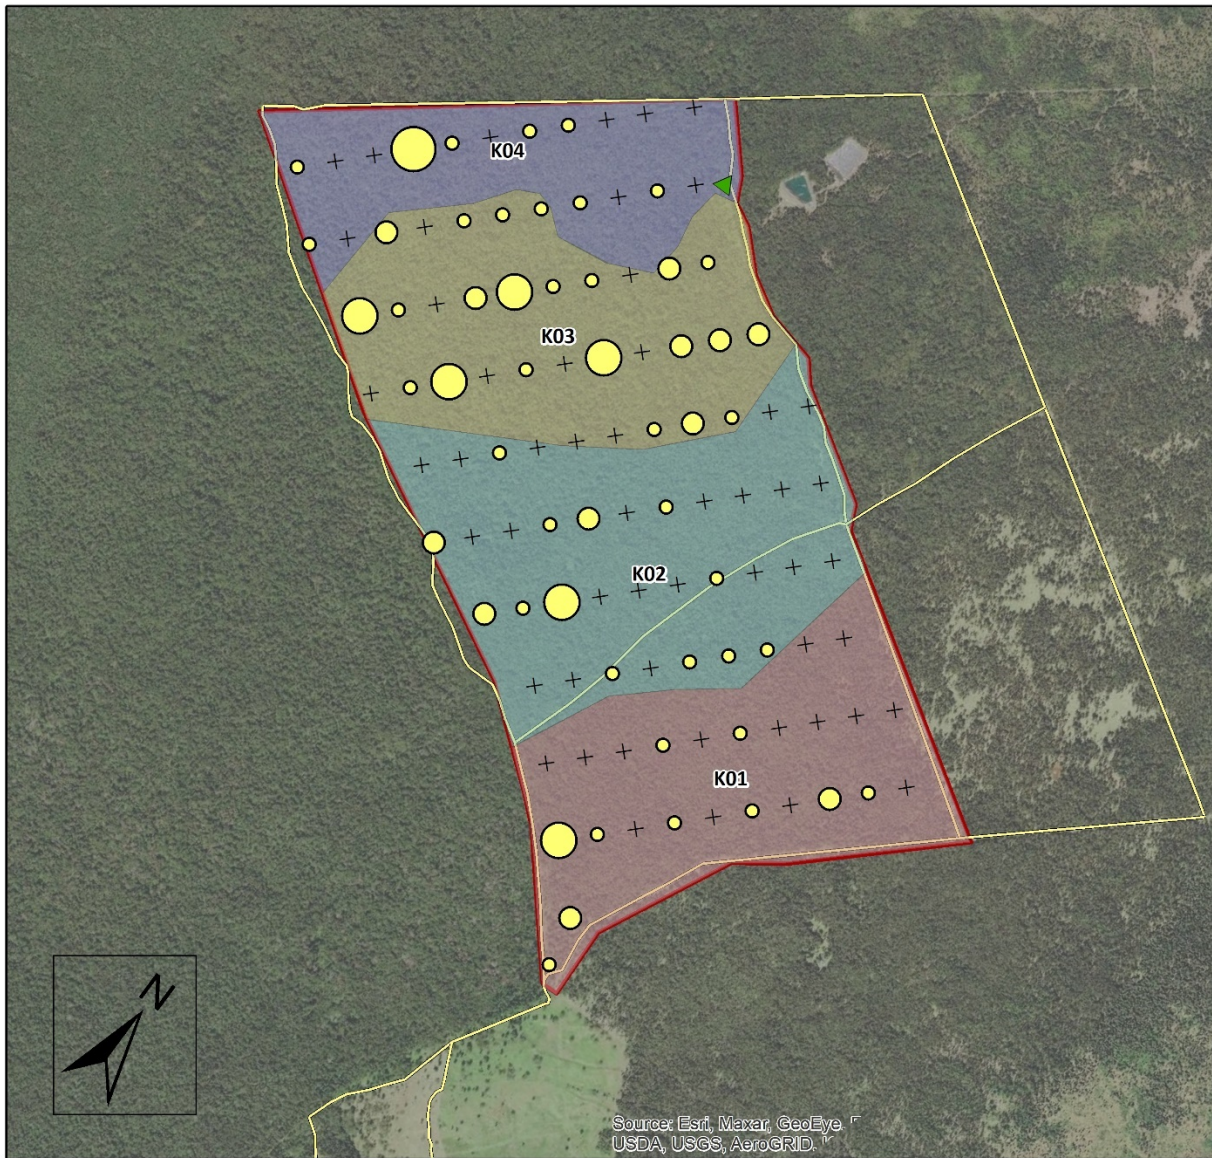 K04
K03
K02
K01
N
Source: Esri, Maxar, GeoEye,
USDA, USGS, AeroGRID,